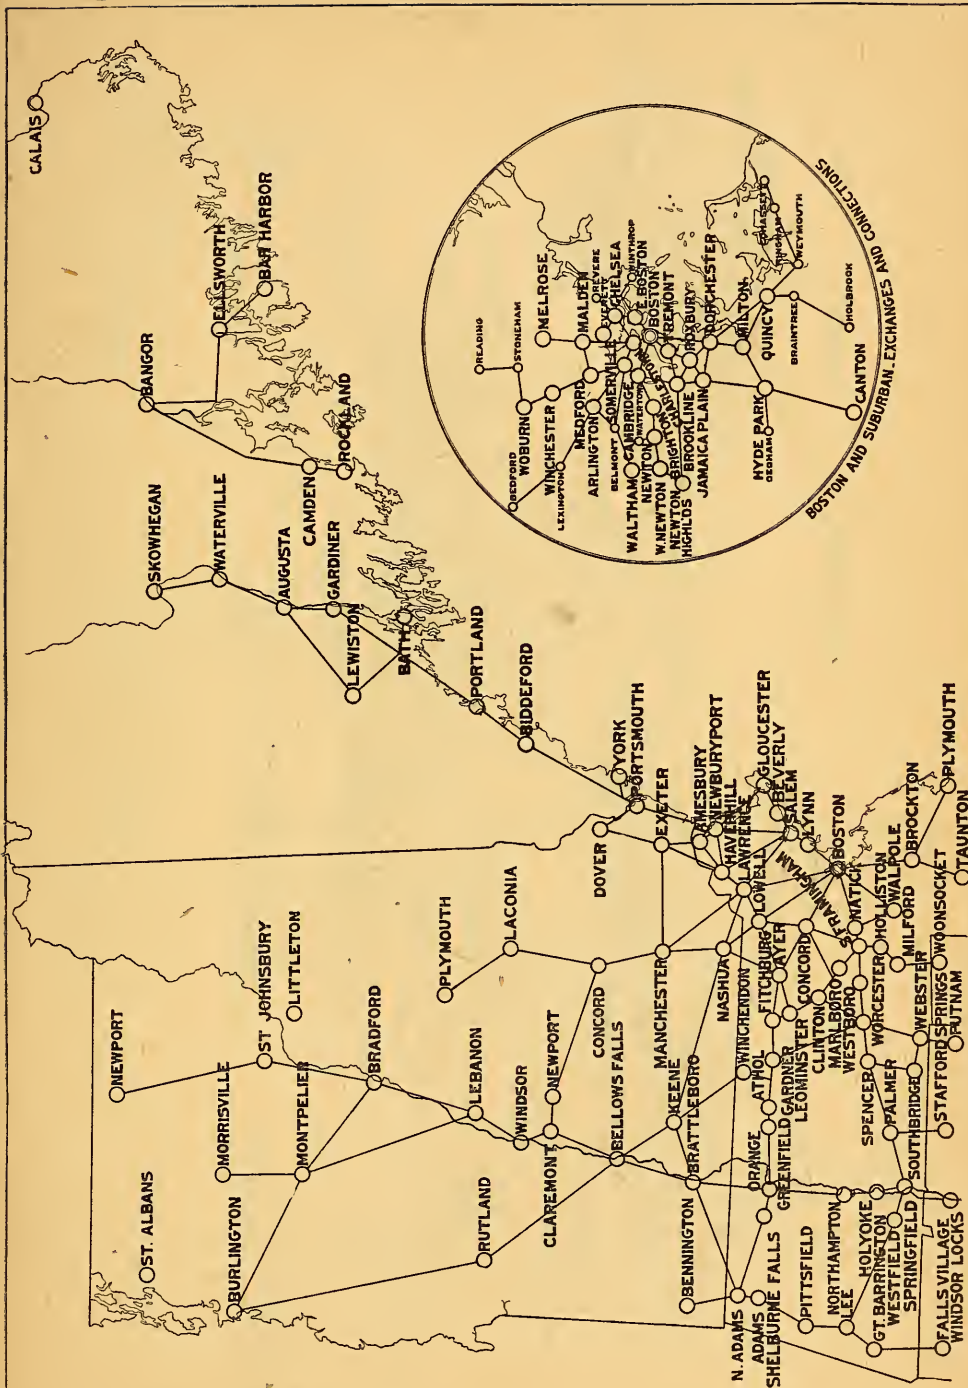 CALAIS
ELLSWORTH
BAR HARBOR
BANGOR
CAMDEN
ROCKLAND
SKOWHEGAN
WATERVILLE
AUGUSTA
GARDINER
LEWISTON
BATH
PORTLAND
BIDDEFORD
YORK
PORTSMOUTH
DOVER
EXETER
AMESBURY
NEWBURYPORT
HAVERHILL
LAWRENCE
LOWELL
GLOUCESTER
BEVERLY
SALEM
LYNN
BOSTON
S. FRAMINGHAM
NATICK
HOLLISTON
WALPOLE
MILFORD
BROCKTON
PLYMOUTH
TAUNTON
WOONSOCKET
NEWPORT
ST JOHNSBURY
LITTLETON
PLYMOUTH
LACONIA
MORRISVILLE
MONTPELIER
BRADFORD
LEBANON
WINDSOR
NEWPORT
CLAREMONT
CONCORD
BELLOWS FALLS
MANCHESTER
KEENE
NASHUA
WINCHENDON
BRATTLEBORO
FITCHBURG
AYER
CONCORD
ATHOL
GARDNER
LEOMINSTER
CLINTON
MARLBORO
WESTBORO
WORCESTER
WEBSTER
PUTNAM
ORANGE
GREENFIELD
SPENCER
PALMER
SOUTHBRIDGE
STAFFORD SPRINGS
ST. ALBANS
BURLINGTON
RUTLAND
BENNINGTON
N. ADAMS
ADAMS
SHELBURNE FALLS
PITTSFIELD
NORTHAMPTON
LEE
HOLYOKE
GT. BARRINGTON
WESTFIELD
SPRINGFIELD
FALLS VILLAGE
WINDSOR LOCKS
READING
STONEHAM
MELROSE
MALDEN
REVERE
EVERETT
CHELSEA
WINTHROP
E. BOSTON
BOSTON
TREMONT
ROXBURY
DORCHESTER
MILTON
QUINCY
BRAINTREE
HOLBROOK
COHASSET
HINGHAM
WEYMOUTH
BEDFORD
WOBURN
WINCHESTER
LEXINGTON
MEDFORD
ARLINGTON
BELMONT
SOMERVILLE
CAMBRIDGE
WATERTOWN
WALTHAM
CHARLESTOWN
NEWTON
W. NEWTON
BRIGHTON
NEWTON HIGHLDS
BROOKLINE
JAMAICA PLAIN
HYDE PARK
DEDHAM
CANTON
BOSTON AND SUBURBAN. EXCHANGES AND CONNECTIONS